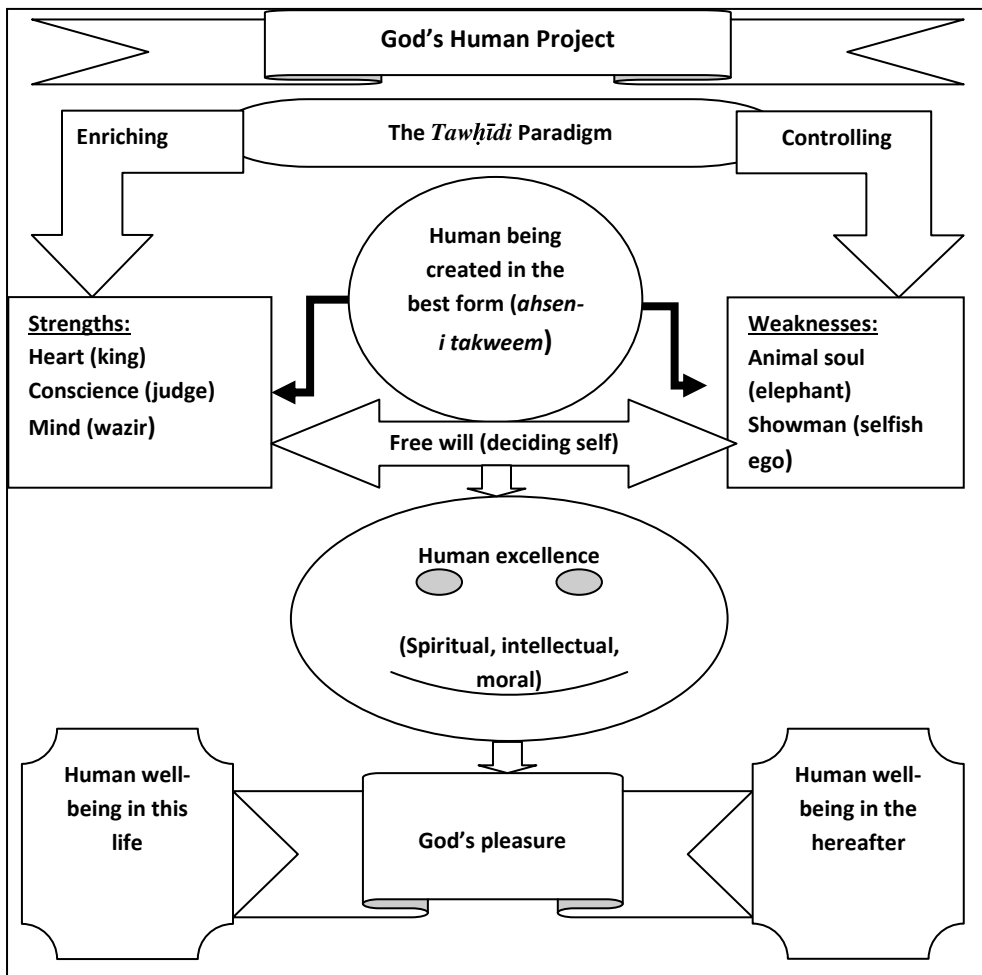 God’s Human Project
Enriching
The Tawḥīdi Paradigm
Controlling
Human being
created in the
best form (ahsen-
i takweem)
Strengths:
Heart (king)
Conscience (judge)
Mind (wazir)
Weaknesses:
Animal soul
(elephant)
Showman (selfish
ego)
Free will (deciding self)
Human excellence
(Spiritual, intellectual,
moral)
Human well-
being in this
life
God’s pleasure
Human well-
being in the
hereafter